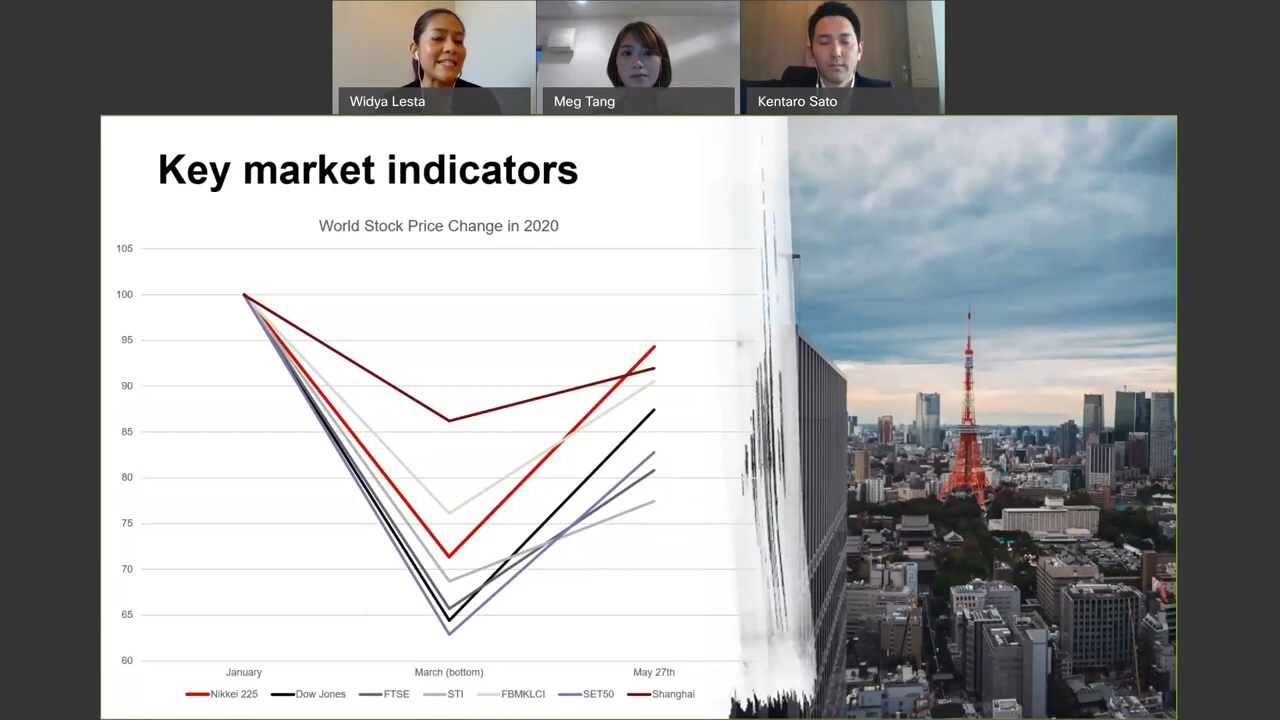 Widya Lesta
Meg Tang
Kentaro Sato
Key market indicators
World Stock Price Change in 2020
105
100
95
90
85
80
75
70
65
60
January March (bottom) May 27th
Nikkei 225 Dow Jones FTSE STI FBMKLCI SET50 Shanghai